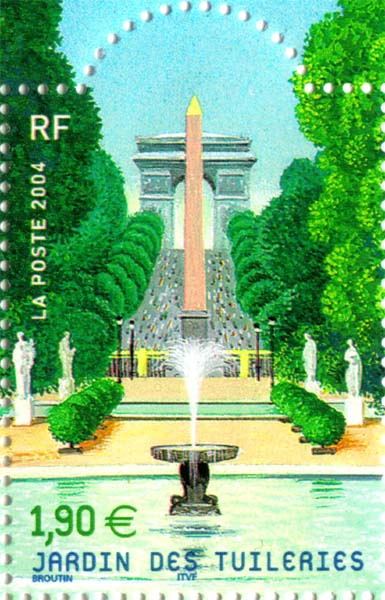 RF
LA POSTE 2004
1,90 €
JARDIN DES TUILERIES
BROUTIN ITVF